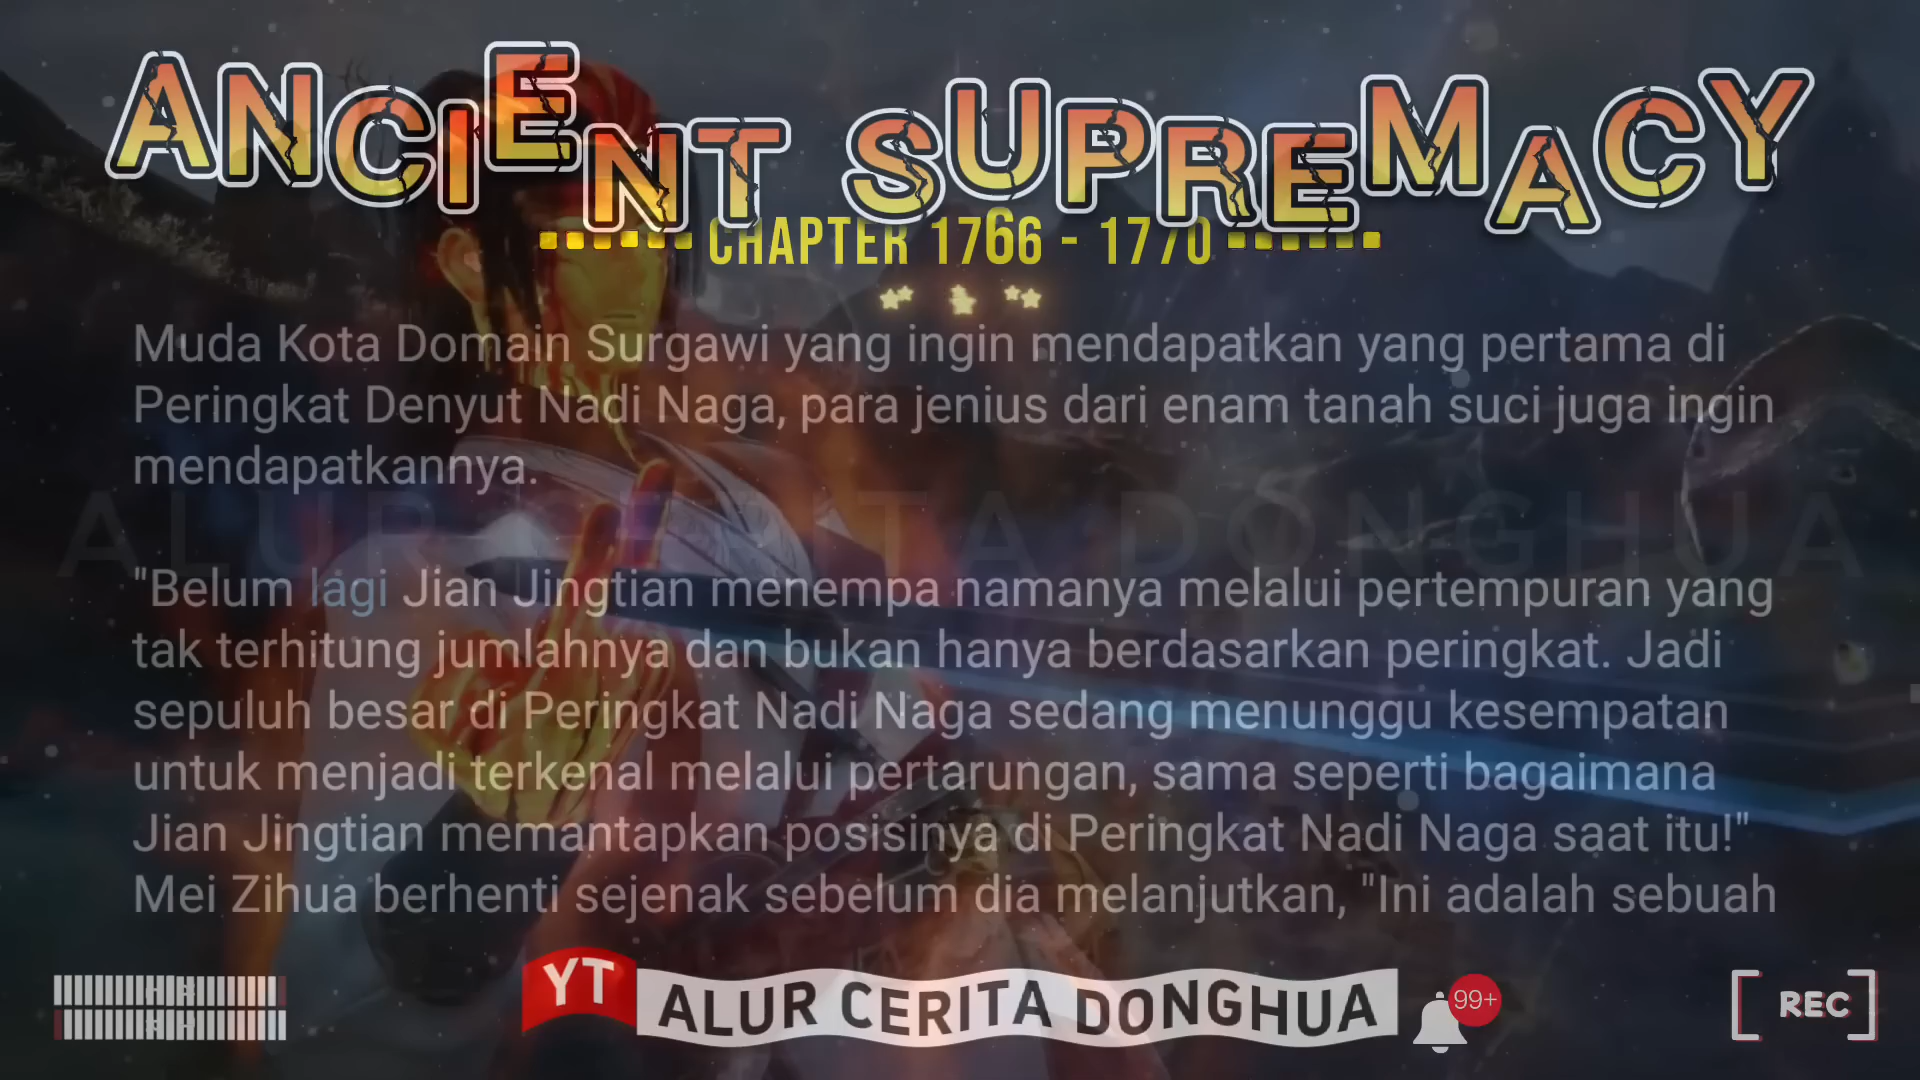 ANCIENT SUPREMACY
CHAPTER 1766 - 1770
Muda Kota Domain Surgawi yang ingin mendapatkan yang pertama di
Peringkat Denyut Nadi Naga, para jenius dari enam tanah suci juga ingin
mendapatkannya.
ALUR CERITA DONGHUA
"Belum lagi Jian Jingtian menempa namanya melalui pertempuran yang
tak terhitung jumlahnya dan bukan hanya berdasarkan peringkat. Jadi
sepuluh besar di Peringkat Nadi Naga sedang menunggu kesempatan
untuk menjadi terkenal melalui pertarungan, sama seperti bagaimana
Jian Jingtian memantapkan posisinya di Peringkat Nadi Naga saat itu!"
Mei Zihua berhenti sejenak sebelum dia melanjutkan, "Ini adalah sebuah
YT ALUR CERITA DONGHUA
99+
REC